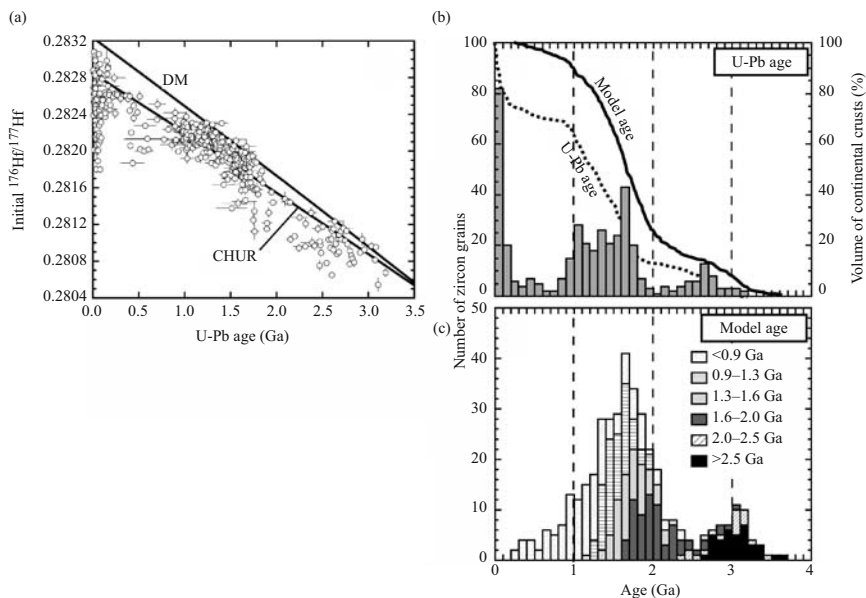 (a)
0.2832
0.2828
0.2824
0.2820
0.2816
0.2812
0.2808
0.2804
Initial ¹⁷⁶Hf/¹⁷⁷Hf
DM
CHUR
0.0 0.5 1.0 1.5 2.0 2.5 3.0 3.5
U-Pb age (Ga)
(b)
100
80
60
40
20
0
U-Pb age
Model age
U-Pb age
100
80
60
40
20
0
Volume of continental crusts (%)
Number of zircon grains
(c)
50
40
30
20
10
0
Model age
<0.9 Ga
0.9–1.3 Ga
1.3–1.6 Ga
1.6–2.0 Ga
2.0–2.5 Ga
>2.5 Ga
0 1 2 3 4
Age (Ga)